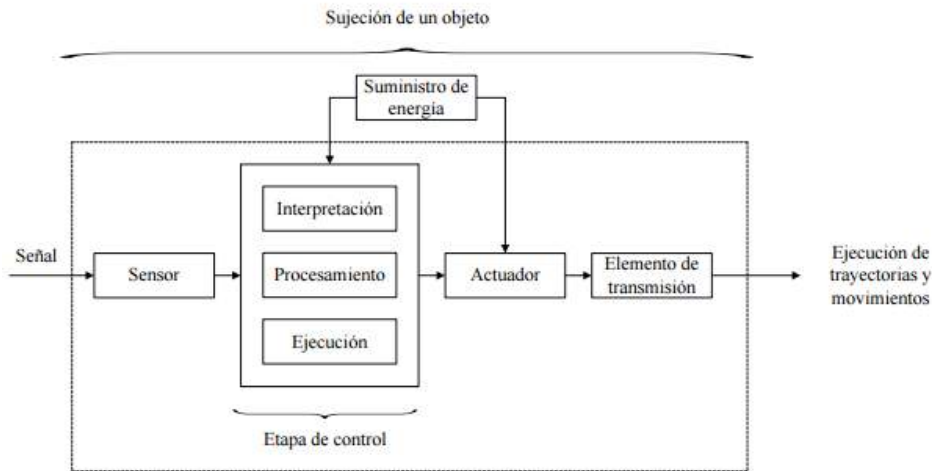 Sujeción de un objeto
Suministro de
energía
Interpretación
Señal
Sensor
Procesamiento
Actuador
Elemento de
transmisión
Ejecución de
trayectorias y
movimientos
Ejecución
Etapa de control